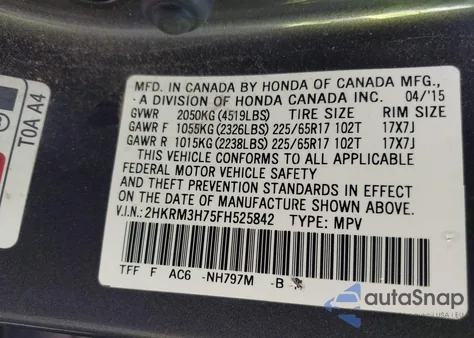 MFD. IN CANADA BY HONDA OF CANADA MFG.,
- A DIVISION OF HONDA CANADA INC. 04/'15
GVWR 2050KG (4519LBS) TIRE SIZE RIM SIZE
GAWR F 1055KG (2326LBS) 225/65R17 102T 17X7J
GAWR R 1015KG (2238LBS) 225/65R17 102T 17X7J
THIS VEHICLE CONFORMS TO ALL APPLICABLE
FEDERAL MOTOR VEHICLE SAFETY
AND THEFT PREVENTION STANDARDS IN EFFECT
ON THE DATE OF MANUFACTURE SHOWN ABOVE.
V.I.N.: 2HKRM3H75FH525842 TYPE: MPV
TFF F AC6 -NH797M -B
T0A A4
autoSnap